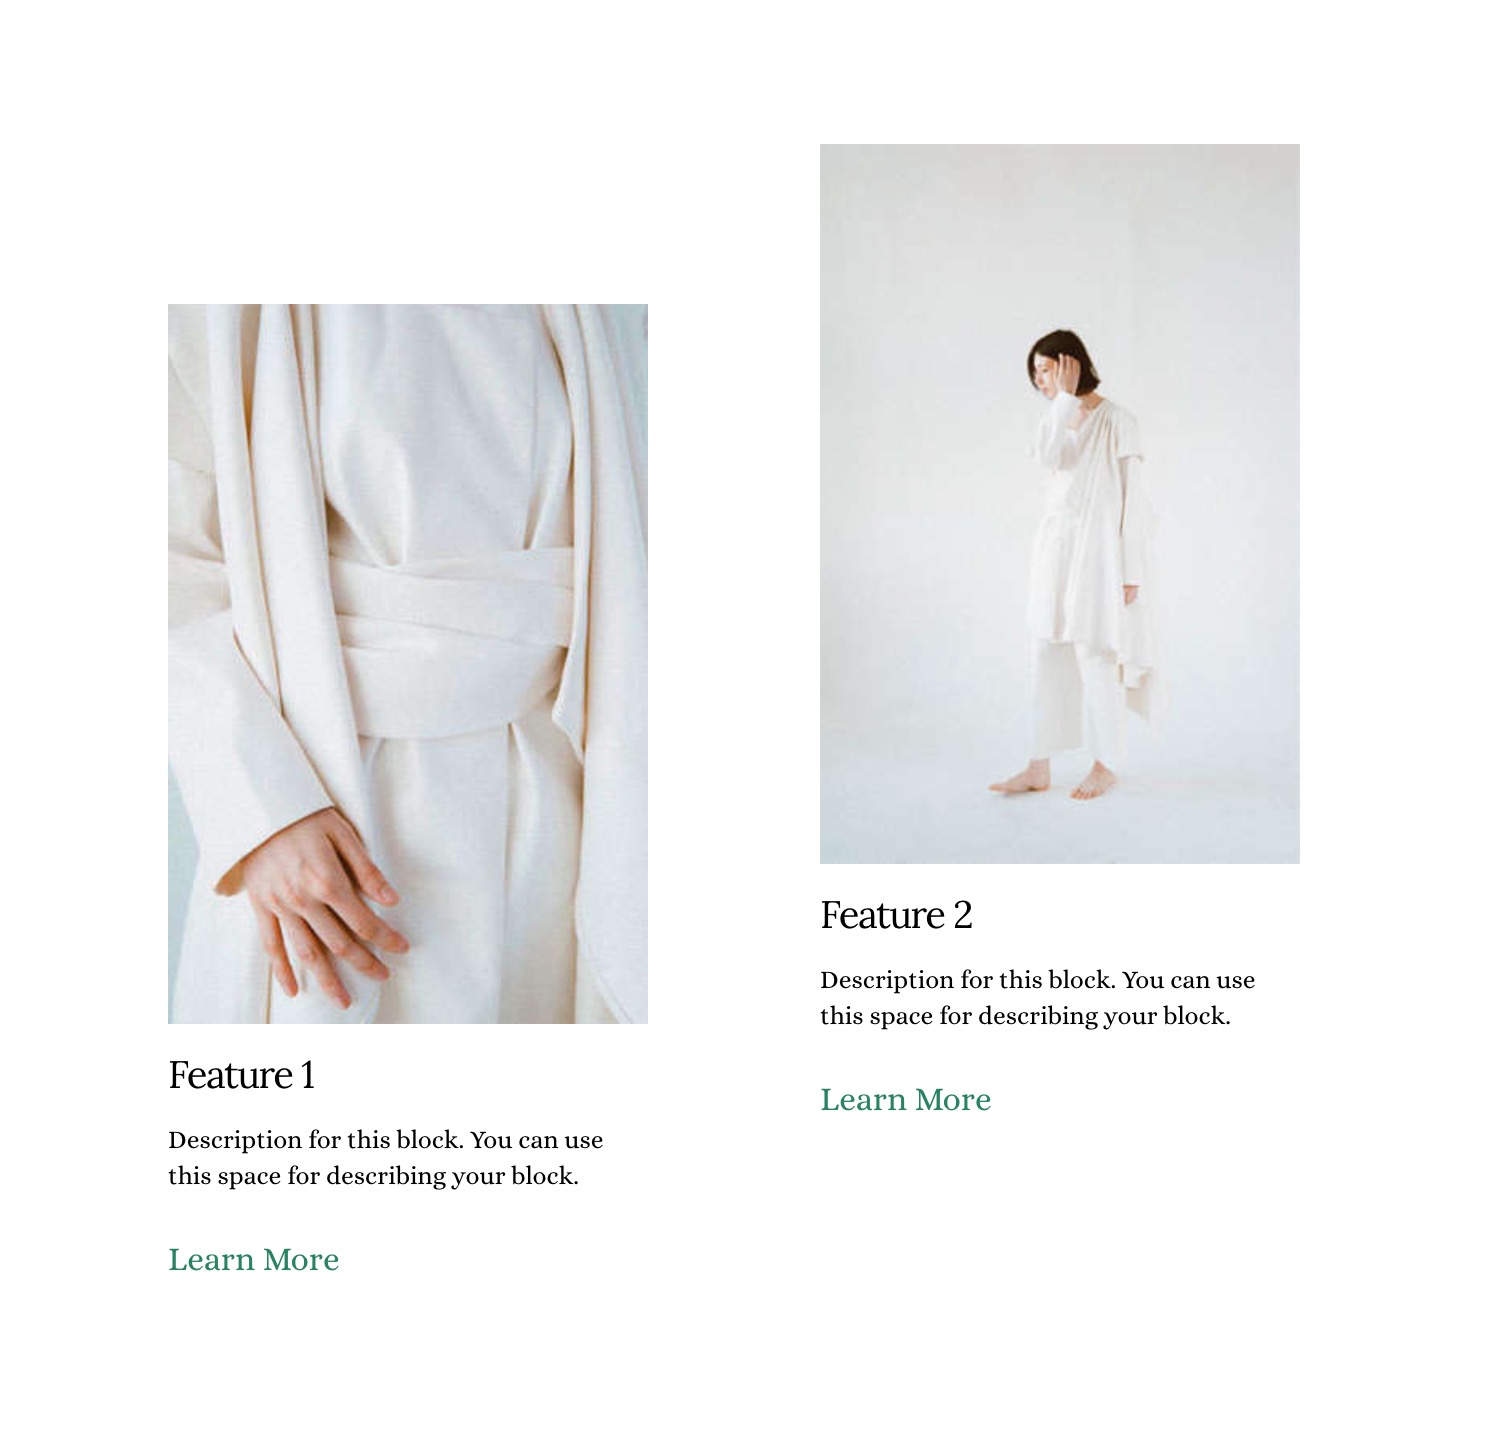 Feature 1
Description for this block. You can use
this space for describing your block.
Learn More
Feature 2
Description for this block. You can use
this space for describing your block.
Learn More